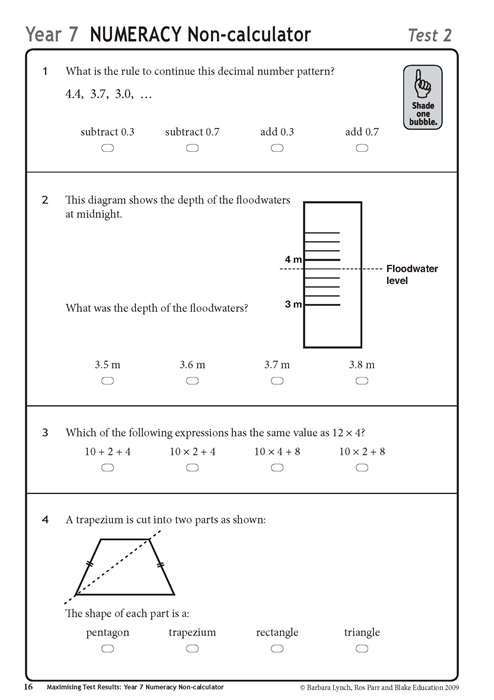 Year 7 NUMERACY Non-calculator Test 2
1 What is the rule to continue this decimal number pattern?
4.4, 3.7, 3.0, …
Shade
one
bubble.
subtract 0.3 subtract 0.7 add 0.3 add 0.7
2 This diagram shows the depth of the floodwaters
at midnight.
4 m
Floodwater
level
3 m
What was the depth of the floodwaters?
3.5 m 3.6 m 3.7 m 3.8 m
3 Which of the following expressions has the same value as 12 × 4?
10 + 2 + 4 10 × 2 + 4 10 × 4 + 8 10 × 2 + 8
4 A trapezium is cut into two parts as shown:
The shape of each part is a:
pentagon trapezium rectangle triangle
16 Maximising Test Results: Year 7 Numeracy Non-calculator © Barbara Lynch, Ros Parr and Blake Education 2009